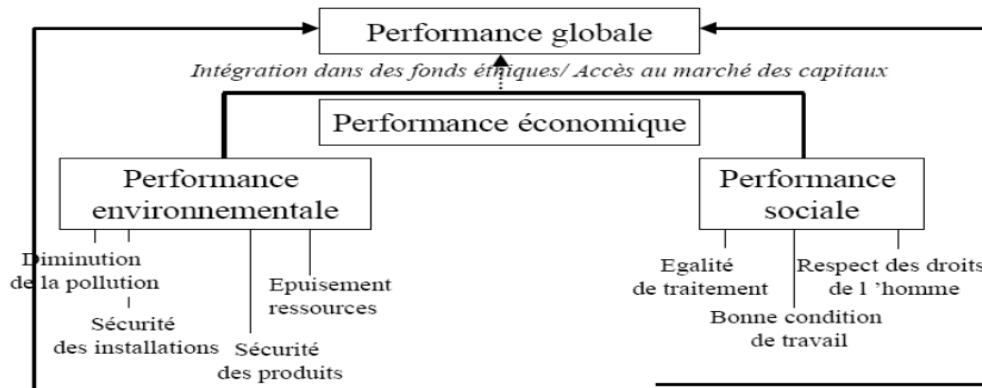 Performance globale
Intégration dans des fonds éthiques/ Accès au marché des capitaux
Performance économique
Performance
environnementale
Performance
sociale
Diminution
de la pollution
Sécurité
des installations
Sécurité
des produits
Epuisement
ressources
Egalité
de traitement
Bonne condition
de travail
Respect des droits
de l ’homme